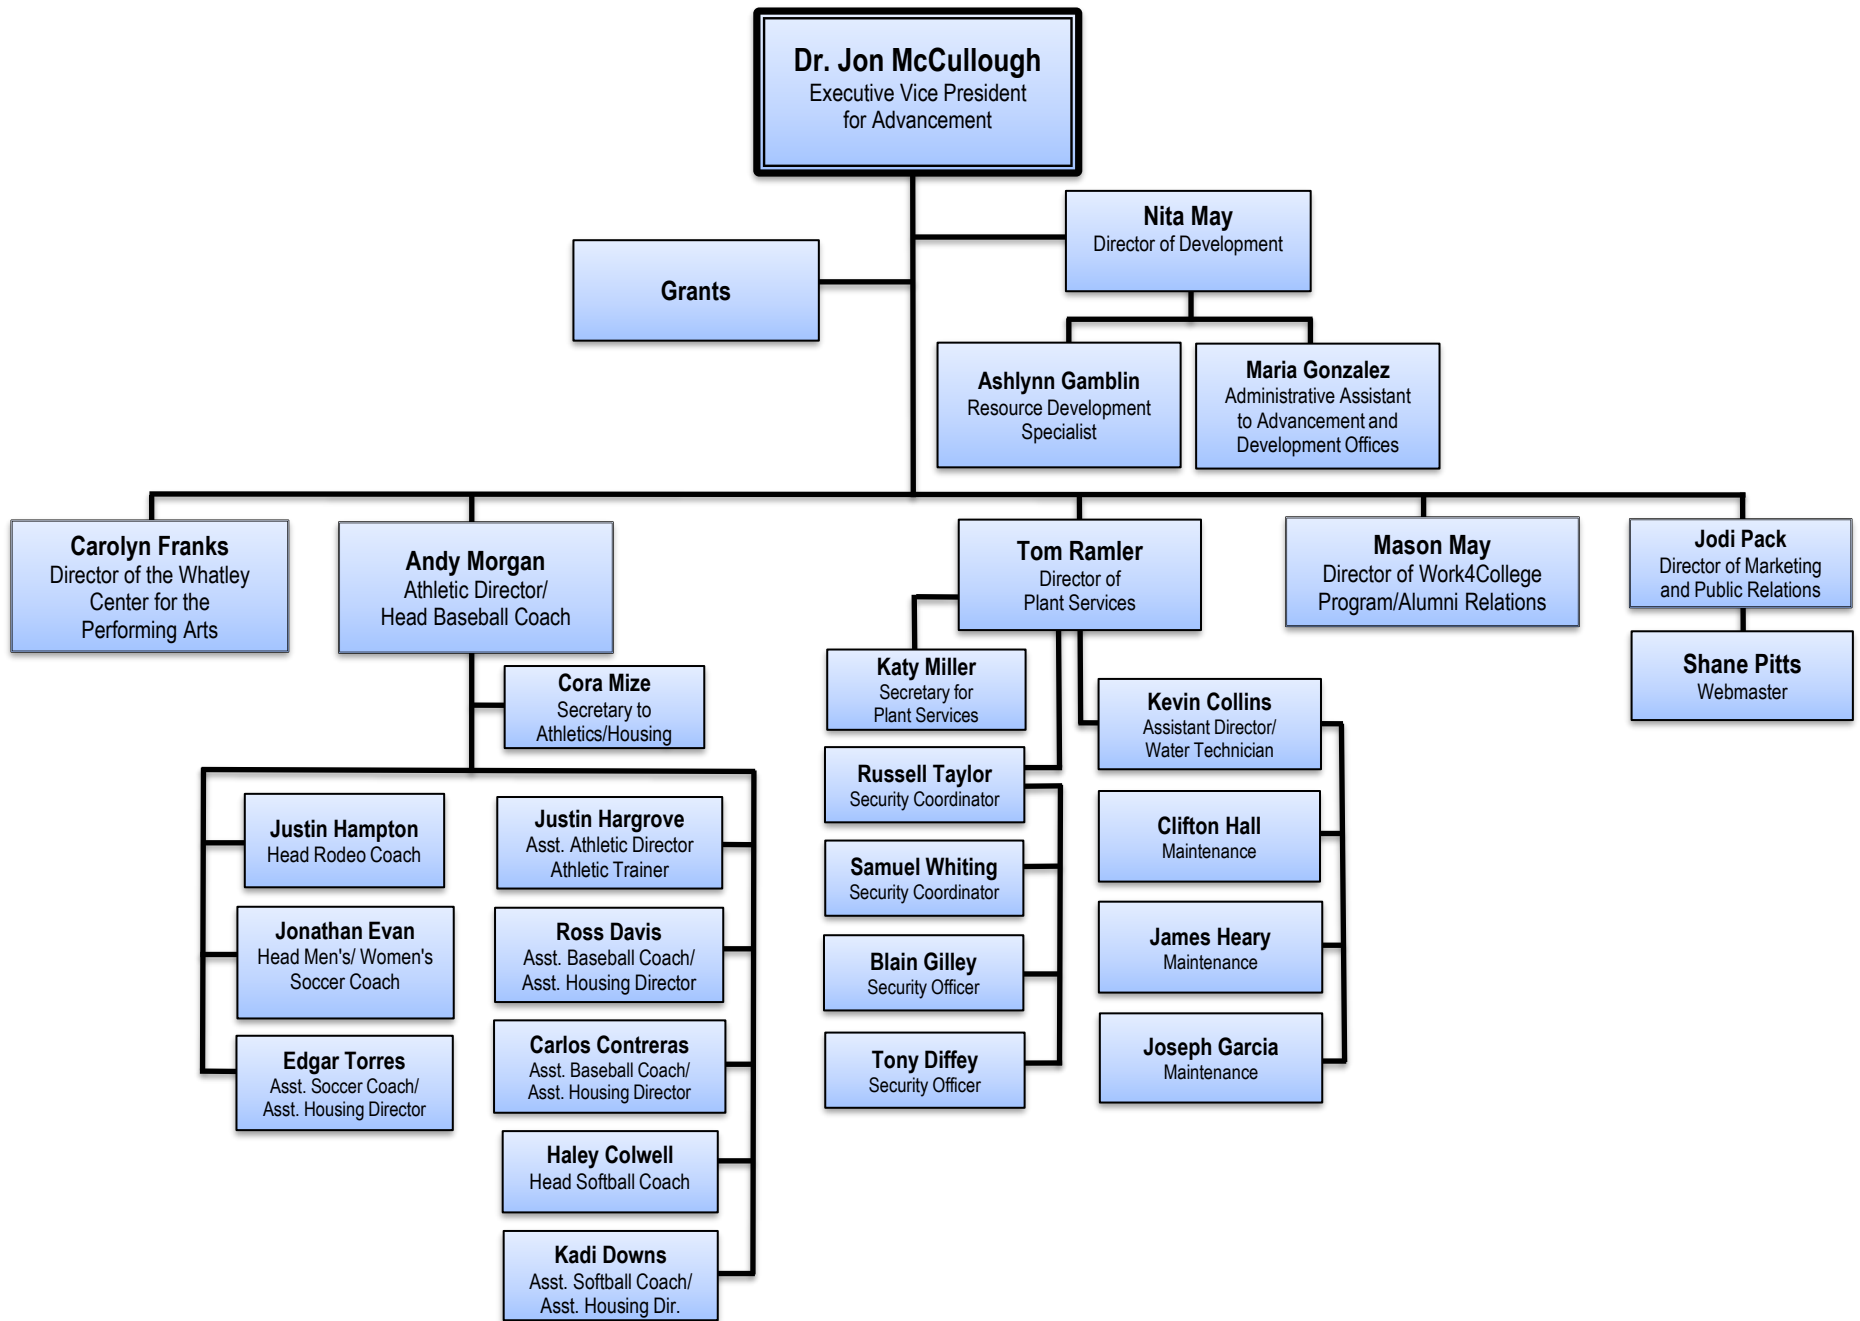 Dr. Jon McCullough
Executive Vice President
for Advancement
Nita May
Director of Development
Grants
Ashlynn Gamblin
Resource Development
Specialist
Maria Gonzalez
Administrative Assistant
to Advancement and
Development Offices
Carolyn Franks
Director of the Whatley
Center for the
Performing Arts
Andy Morgan
Athletic Director/
Head Baseball Coach
Cora Mize
Secretary to
Athletics/Housing
Justin Hampton
Head Rodeo Coach
Jonathan Evan
Head Men's/ Women's
Soccer Coach
Edgar Torres
Asst. Soccer Coach/
Asst. Housing Director
Justin Hargrove
Asst. Athletic Director
Athletic Trainer
Ross Davis
Asst. Baseball Coach/
Asst. Housing Director
Carlos Contreras
Asst. Baseball Coach/
Asst. Housing Director
Haley Colwell
Head Softball Coach
Kadi Downs
Asst. Softball Coach/
Asst. Housing Dir.
Tom Ramler
Director of
Plant Services
Katy Miller
Secretary for
Plant Services
Russell Taylor
Security Coordinator
Samuel Whiting
Security Coordinator
Blain Gilley
Security Officer
Tony Diffey
Security Officer
Kevin Collins
Assistant Director/
Water Technician
Clifton Hall
Maintenance
James Heary
Maintenance
Joseph Garcia
Maintenance
Mason May
Director of Work4College
Program/Alumni Relations
Jodi Pack
Director of Marketing
and Public Relations
Shane Pitts
Webmaster